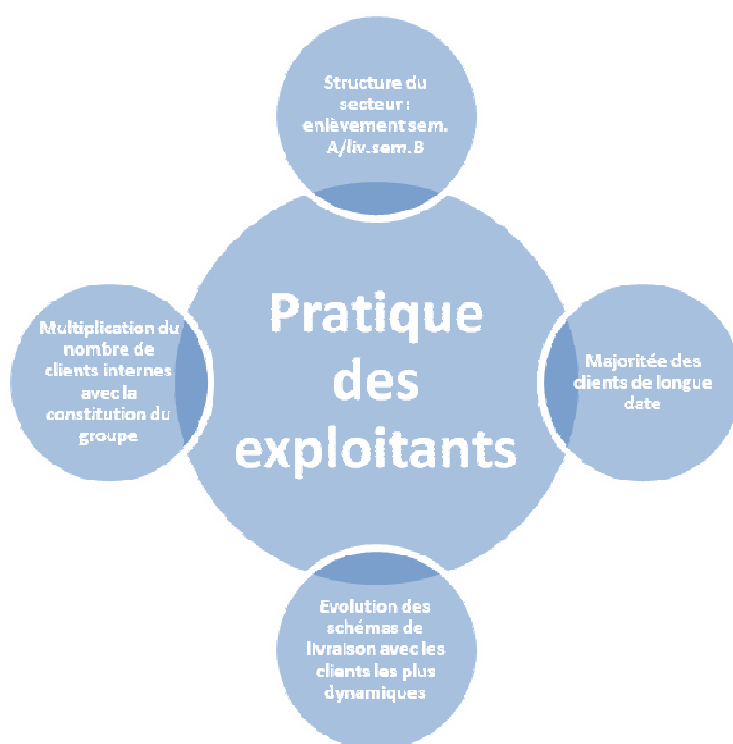 Structure du
secteur :
enlèvement sem.
A/liv.sem.B
Pratique
des
exploitants
Multiplication du
nombre de
clients internes
avec la
constitution du
groupe
Majoritée des
clients de longue
date
Evolution des
schémas de
livraison avec les
clients les plus
dynamiques